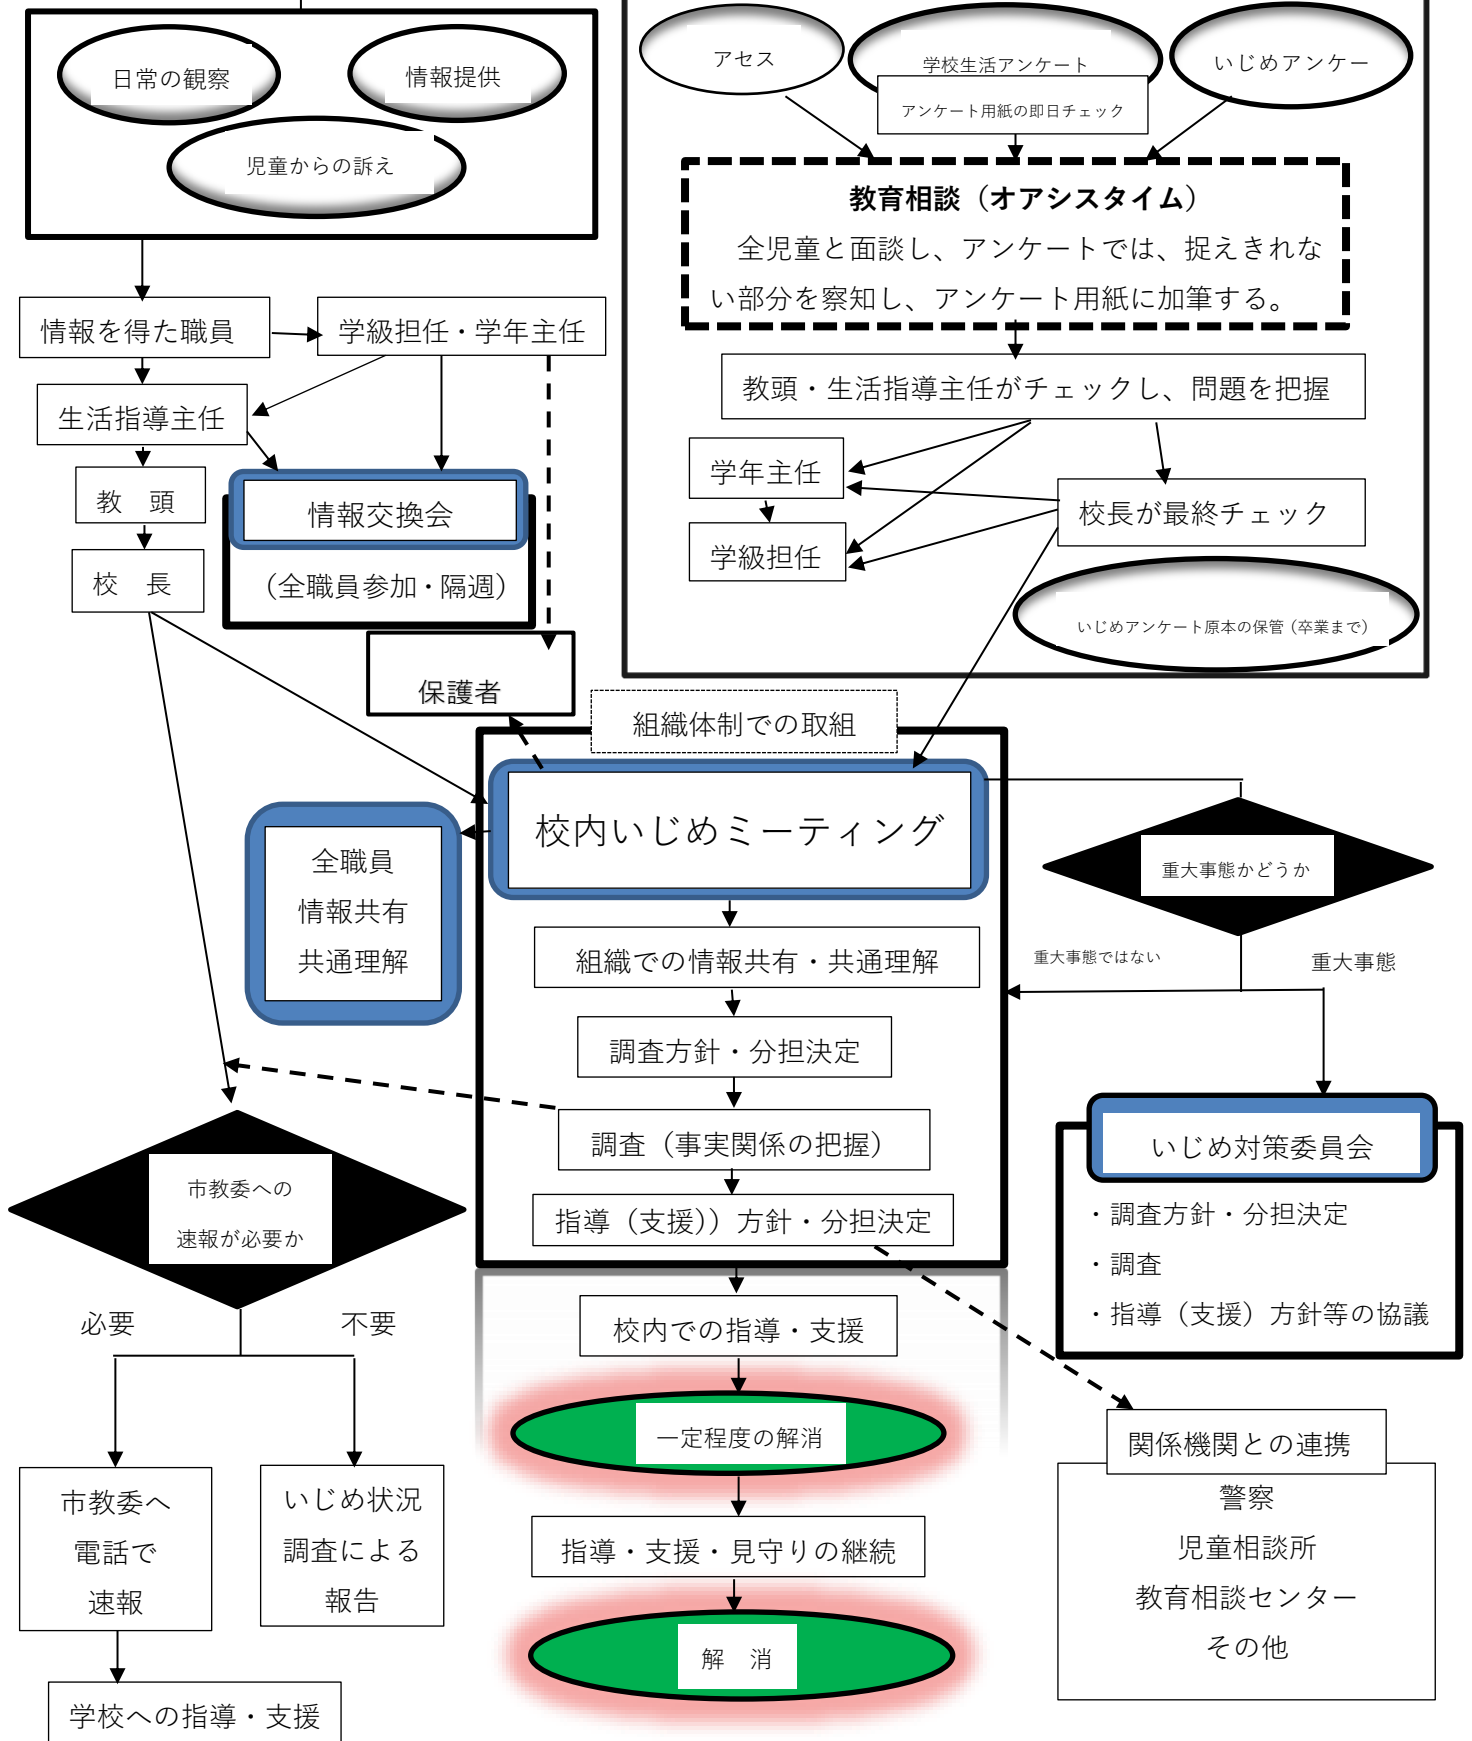 日常の観察
情報提供
児童からの訴え
アセス
学校生活アンケート
いじめアンケー
アンケート用紙の即日チェック
教育相談（オアシスタイム）
全児童と面談し、アンケートでは、捉えきれな
い部分を察知し、アンケート用紙に加筆する。
情報を得た職員
学級担任・学年主任
生活指導主任
教　頭
校　長
情報交換会
（全職員参加・隔週）
保護者
教頭・生活指導主任がチェックし、問題を把握
学年主任
学級担任
校長が最終チェック
いじめアンケート原本の保管（卒業まで）
組織体制での取組
校内いじめミーティング
全職員
情報共有
共通理解
重大事態かどうか
重大事態ではない
重大事態
組織での情報共有・共通理解
調査方針・分担決定
調査（事実関係の把握）
指導（支援））方針・分担決定
いじめ対策委員会
・調査方針・分担決定
・調査
・指導（支援）方針等の協議
市教委への
速報が必要か
必要
不要
市教委へ
電話で
速報
いじめ状況
調査による
報告
学校への指導・支援
校内での指導・支援
一定程度の解消
指導・支援・見守りの継続
解　消
関係機関との連携
警察
児童相談所
教育相談センター
その他